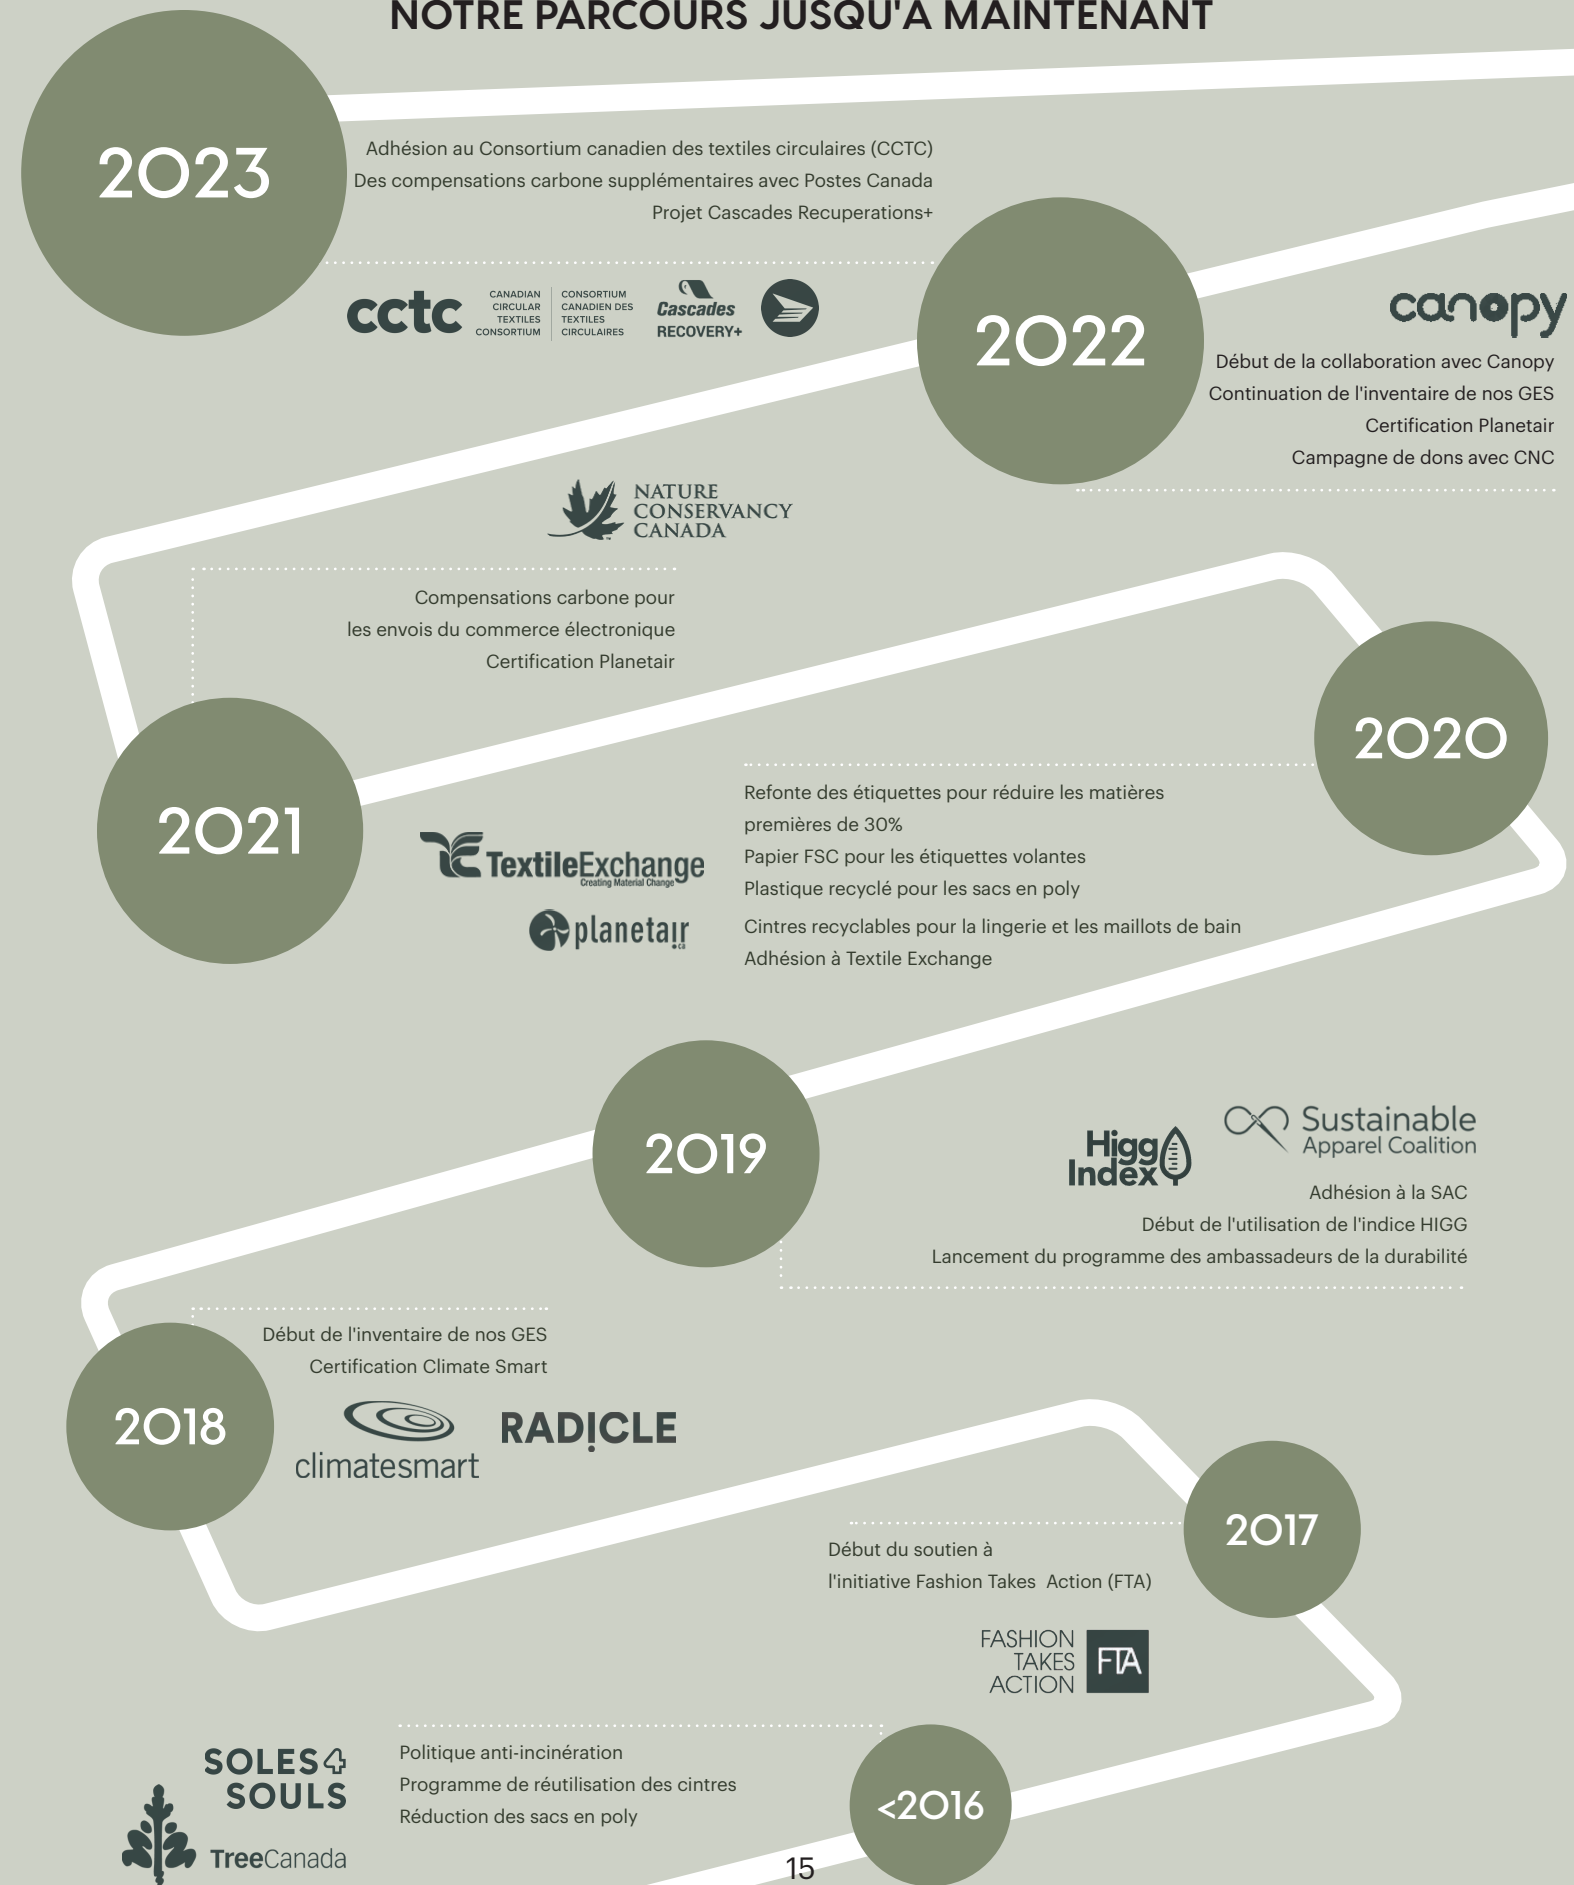 NOTRE PARCOURS JUSQU'À MAINTENANT
2023
Adhésion au Consortium canadien des textiles circulaires (CCTC)
Des compensations carbone supplémentaires avec Postes Canada
Projet Cascades Recuperations+
cctc
CANADIAN
CIRCULAR
TEXTILES
CONSORTIUM
CONSORTIUM
CANADIEN DES
TEXTILES
CIRCULAIRES
Cascades
RECOVERY+
2022
canopy
Début de la collaboration avec Canopy
Continuation de l'inventaire de nos GES
Certification Planetair
Campagne de dons avec CNC
NATURE
CONSERVANCY
CANADA
Compensations carbone pour
les envois du commerce électronique
Certification Planetair
2021
2020
Refonte des étiquettes pour réduire les matières
premières de 30%
Papier FSC pour les étiquettes volantes
Plastique recyclé pour les sacs en poly
Cintres recyclables pour la lingerie et les maillots de bain
Adhésion à Textile Exchange
TextileExchange
Creating Material Change
planetair
.ca
2019
Higg
Index
Sustainable
Apparel Coalition
Adhésion à la SAC
Début de l'utilisation de l'indice HIGG
Lancement du programme des ambassadeurs de la durabilité
2018
Début de l'inventaire de nos GES
Certification Climate Smart
climatesmart
RADICLE
2017
Début du soutien à
l'initiative Fashion Takes Action (FTA)
FASHION
TAKES
ACTION
FTA
<2016
Politique anti-incinération
Programme de réutilisation des cintres
Réduction des sacs en poly
SOLES4
SOULS
TreeCanada
15